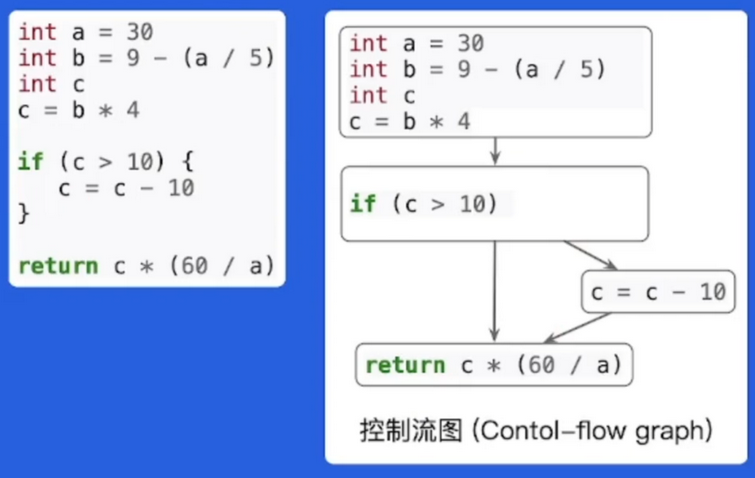 int a = 30
int b = 9 - (a / 5)
int c
c = b * 4
if (c > 10) {
c = c - 10
}
return c * (60 / a)
int a = 30
int b = 9 - (a / 5)
int c
c = b * 4
if (c > 10)
c = c - 10
return c * (60 / a)
控制流图 (Contol-flow graph)